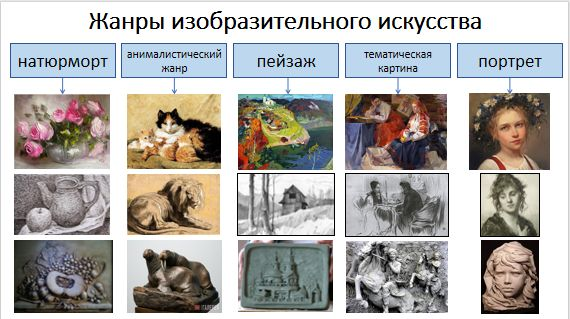 Жанры изобразительного искусства
натюрморт
анималистический
жанр
пейзаж
тематическая
картина
портрет